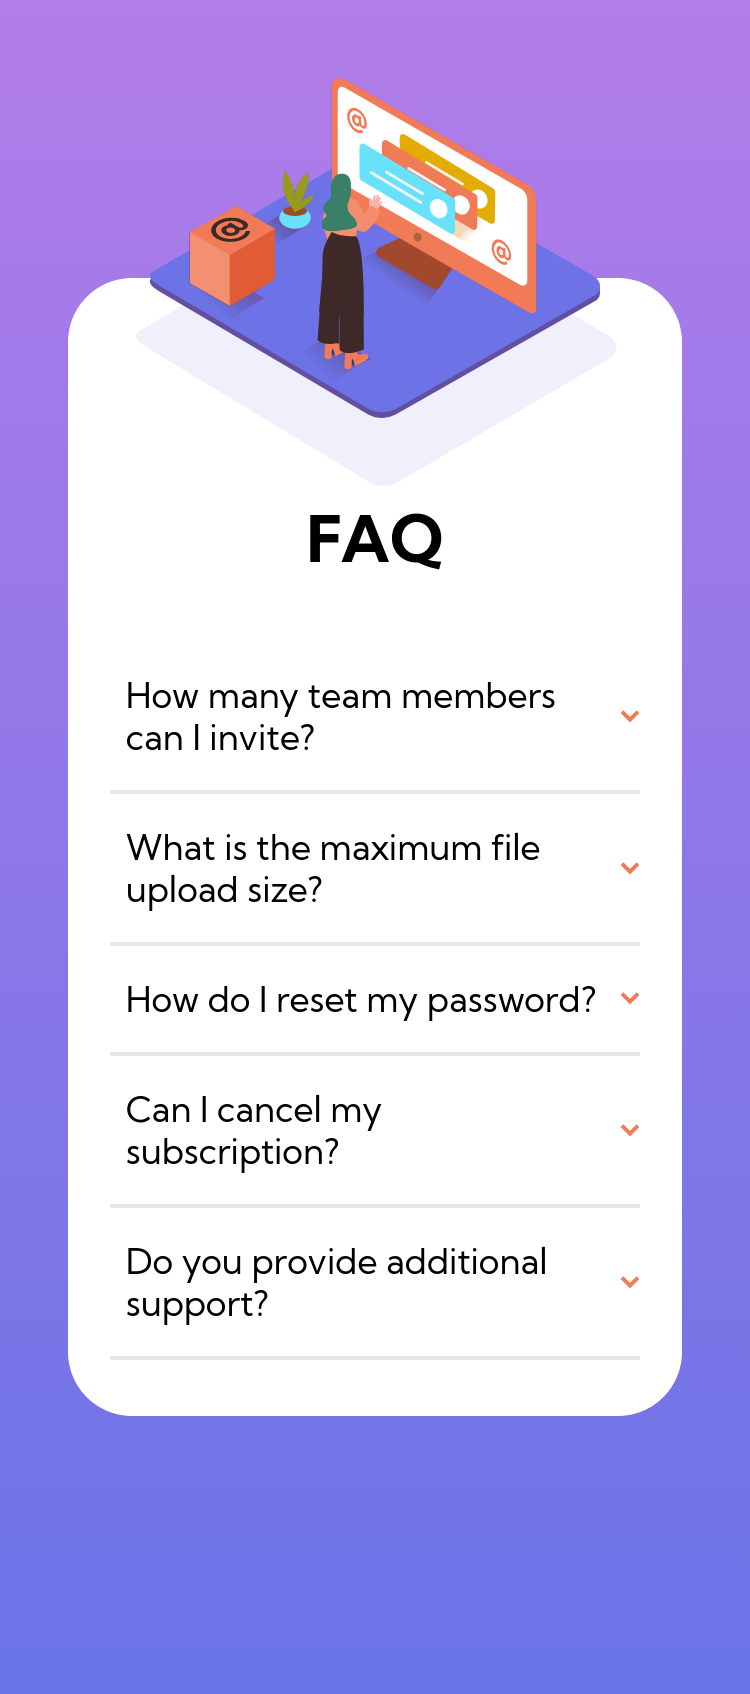 @
@
@
FAQ
How many team members
can I invite?
What is the maximum file
upload size?
How do I reset my password?
Can I cancel my
subscription?
Do you provide additional
support?